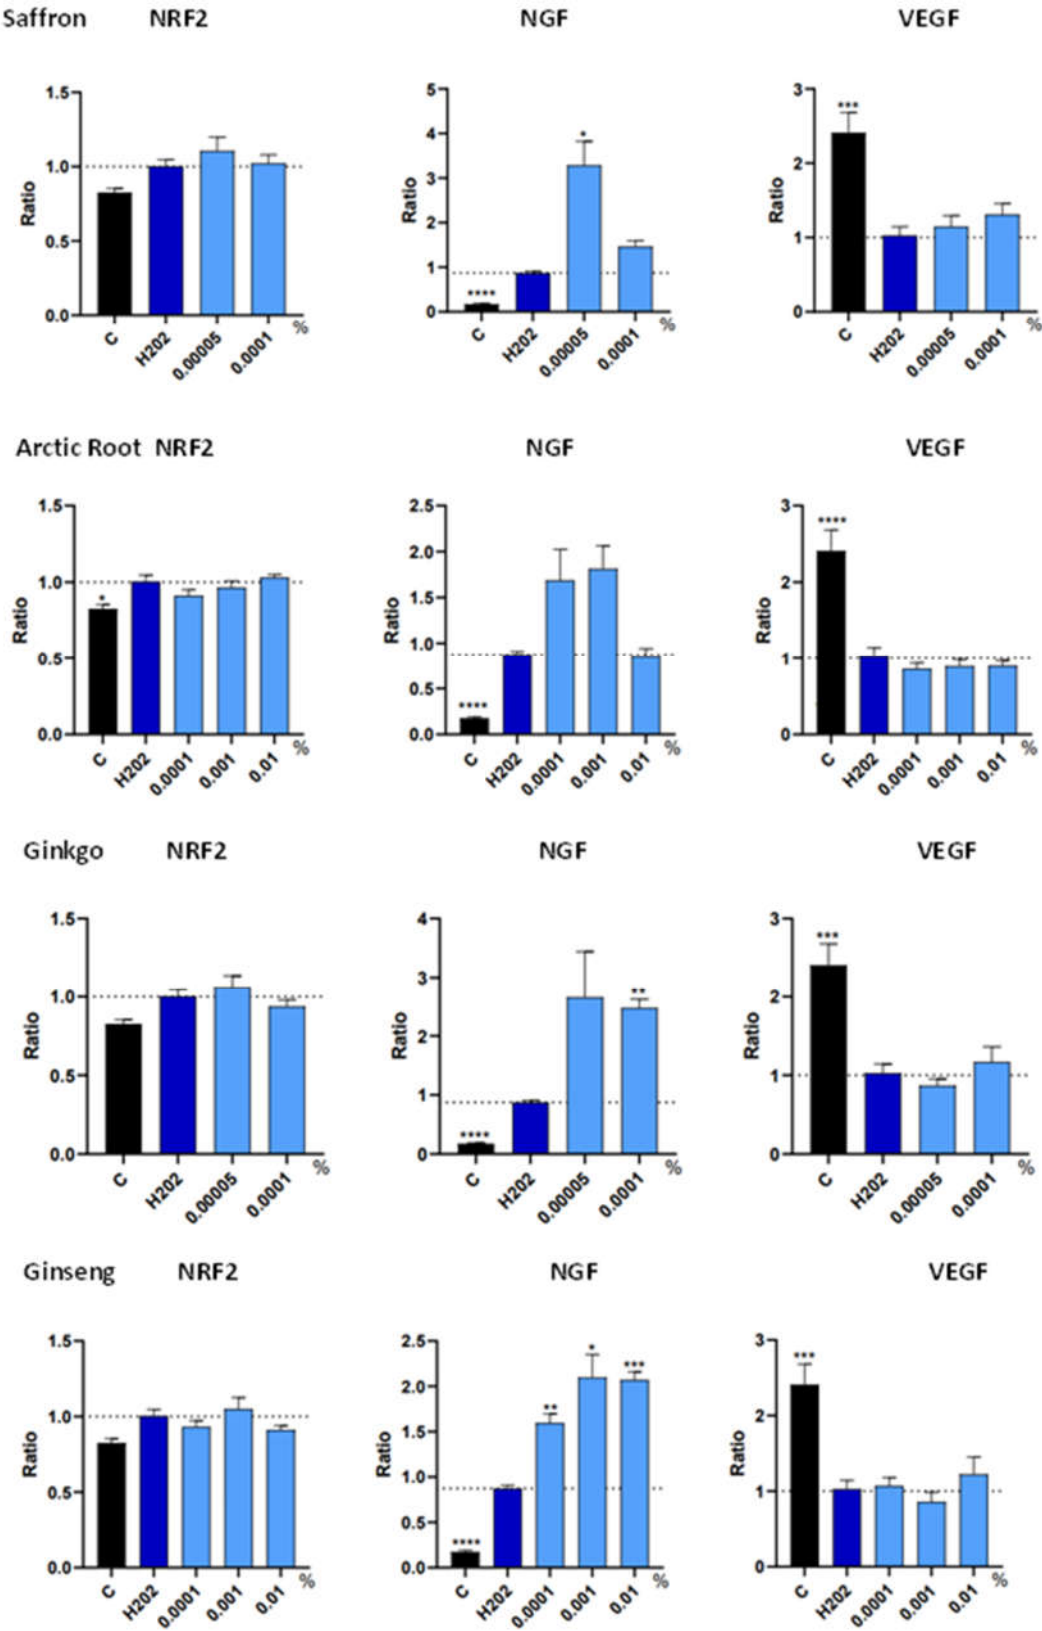 Saffron NRF2 NGF VEGF
1.5 1.0 0.5 0.0
Ratio
C H202 0.00005 0.0001 %
5 4 3 2 1 0
Ratio
* ****
C H202 0.00005 0.0001 %
3 2 1 0
Ratio
***
C H202 0.00005 0.0001 %
Arctic Root NRF2 NGF VEGF
1.5 1.0 0.5 0.0
Ratio
*
C H202 0.0001 0.001 0.01 %
2.5 2.0 1.5 1.0 0.5 0.0
Ratio
****
C H202 0.0001 0.001 0.01 %
3 2 1 0
Ratio
****
C H202 0.0001 0.001 0.01 %
Ginkgo NRF2 NGF VEGF
1.5 1.0 0.5 0.0
Ratio
C H202 0.00005 0.0001 %
4 3 2 1 0
Ratio
**** **
C H202 0.00005 0.0001 %
3 2 1 0
Ratio
***
C H202 0.00005 0.0001 %
Ginseng NRF2 NGF VEGF
1.5 1.0 0.5 0.0
Ratio
C H202 0.0001 0.001 0.01 %
2.5 2.0 1.5 1.0 0.5 0.0
Ratio
**** ** * ***
C H202 0.0001 0.001 0.01 %
3 2 1 0
Ratio
***
C H202 0.0001 0.001 0.01 %